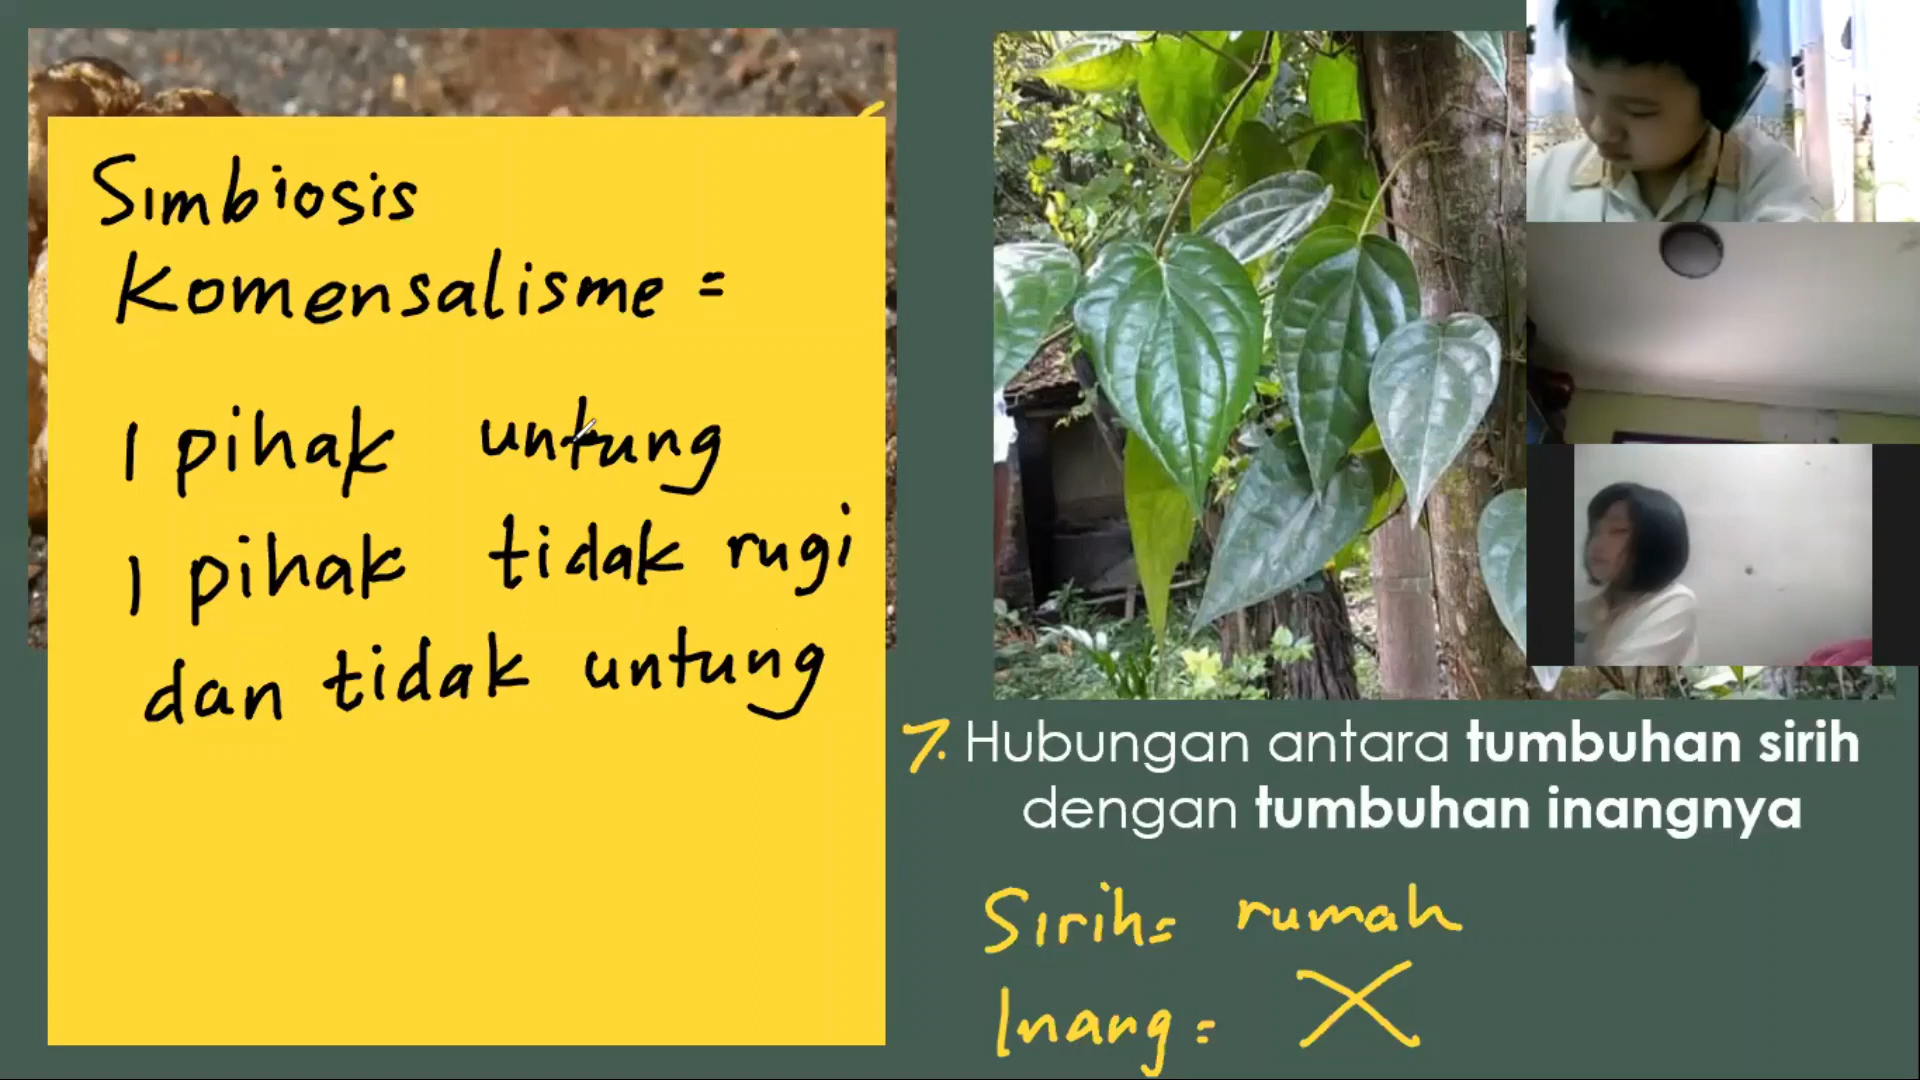 Simbiosis
Komensalisme =
1 pihak untung
1 pihak tidak rugi
dan tidak untung
7. Hubungan antara tumbuhan sirih
dengan tumbuhan inangnya
Sirih = rumah
Inang = X